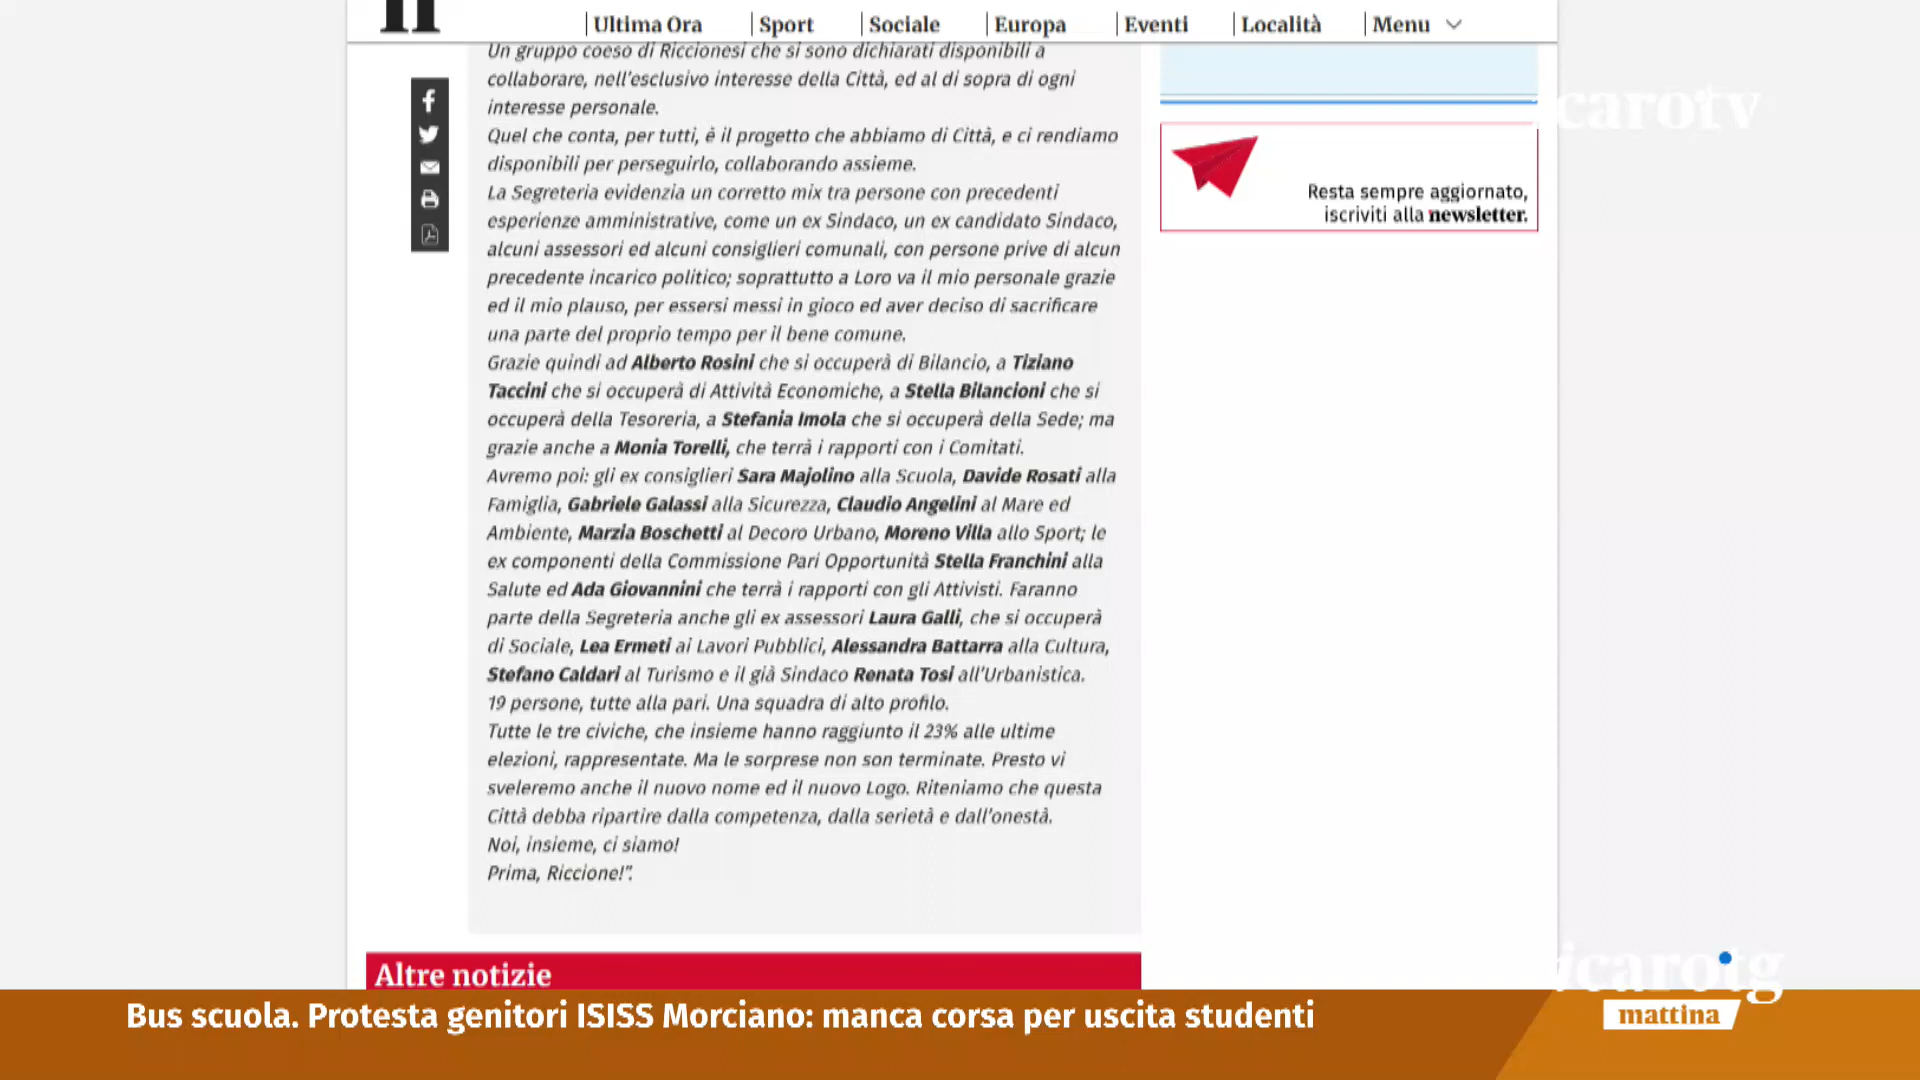 Ultima Ora
Sport
Sociale
Europa
Eventi
Località
Menu
Un gruppo coeso di Riccionesi che si sono dichiarati disponibili a
collaborare, nell'esclusivo interesse della Città, ed al di sopra di ogni
interesse personale.
Quel che conta, per tutti, è il progetto che abbiamo di Città, e ci rendiamo
disponibili per perseguirlo, collaborando assieme.
La Segreteria evidenzia un corretto mix tra persone con precedenti
esperienze amministrative, come un ex Sindaco, un ex candidato Sindaco,
alcuni assessori ed alcuni consiglieri comunali, con persone prive di alcun
precedente incarico politico; soprattutto a Loro va il mio personale grazie
ed il mio plauso, per essersi messi in gioco ed aver deciso di sacrificare
una parte del proprio tempo per il bene comune.
Grazie quindi ad Alberto Rosini che si occuperà di Bilancio, a Tiziano
Taccini che si occuperà di Attività Economiche, a Stella Bilancioni che si
occuperà della Tesoreria, a Stefania Imola che si occuperà della Sede; ma
grazie anche a Monia Torelli, che terrà i rapporti con i Comitati.
Avremo poi: gli ex consiglieri Sara Majolino alla Scuola, Davide Rosati alla
Famiglia, Gabriele Galassi alla Sicurezza, Claudio Angelini al Mare ed
Ambiente, Marzia Boschetti al Decoro Urbano, Moreno Villa allo Sport; le
ex componenti della Commissione Pari Opportunità Stella Franchini alla
Salute ed Ada Giovannini che terrà i rapporti con gli Attivisti. Faranno
parte della Segreteria anche gli ex assessori Laura Galli, che si occuperà
di Sociale, Lea Ermeti ai Lavori Pubblici, Alessandra Battarra alla Cultura,
Stefano Caldari al Turismo e il già Sindaco Renata Tosi all'Urbanistica.
19 persone, tutte alla pari. Una squadra di alto profilo.
Tutte le tre civiche, che insieme hanno raggiunto il 23% alle ultime
elezioni, rappresentate. Ma le sorprese non son terminate. Presto vi
sveleremo anche il nuovo nome ed il nuovo Logo. Riteniamo che questa
Città debba ripartire dalla competenza, dalla serietà e dall'onestà.
Noi, insieme, ci siamo!
Prima, Riccione!".
Resta sempre aggiornato,
iscriviti alla newsletter.
icarotv
Altre notizie
icarotg
mattina
Bus scuola. Protesta genitori ISISS Morciano: manca corsa per uscita studenti